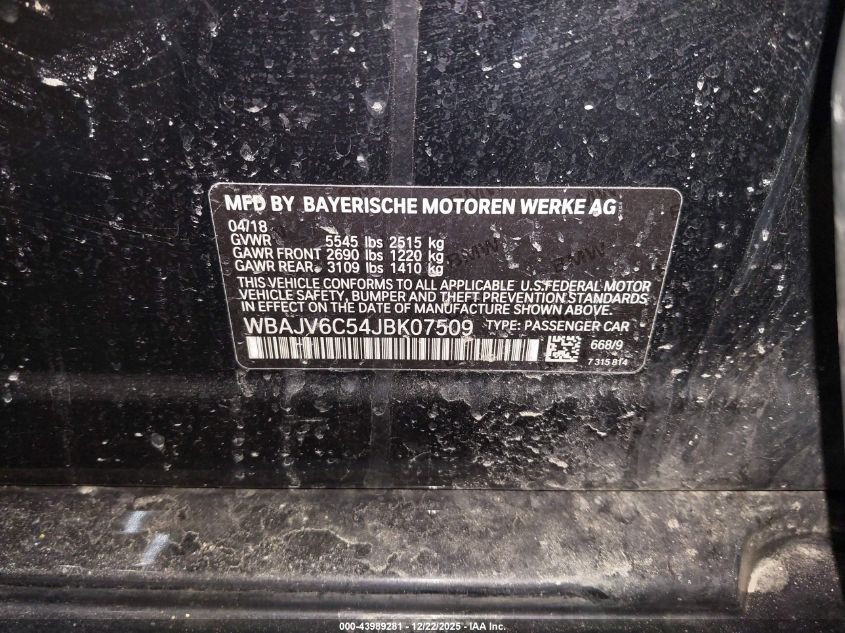 MFD BY BAYERISCHE MOTOREN WERKE AG
04/18
GVWR 5545 lbs 2515 kg
GAWR FRONT 2690 lbs 1220 kg
GAWR REAR 3109 lbs 1410 kg
THIS VEHICLE CONFORMS TO ALL APPLICABLE U.S.FEDERAL MOTOR
VEHICLE SAFETY, BUMPER AND THEFT PREVENTION STANDARDS
IN EFFECT ON THE DATE OF MANUFACTURE SHOWN ABOVE.
WBAJV6C54JBK07509 TYPE: PASSENGER CAR
668/9
7 315 814
BMW BMW
000-43989281 - 12/22/2025 - IAA Inc.